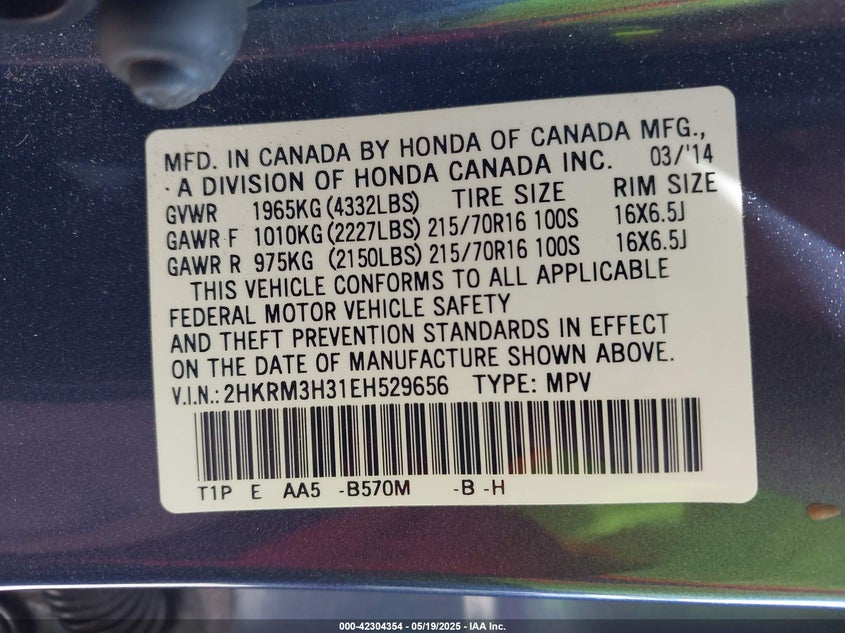 MFD. IN CANADA BY HONDA OF CANADA MFG.,
· A DIVISION OF HONDA CANADA INC. 03/'14
GVWR 1965KG (4332LBS) TIRE SIZE RIM SIZE
GAWR F 1010KG (2227LBS) 215/70R16 100S 16X6.5J
GAWR R 975KG (2150LBS) 215/70R16 100S 16X6.5J
THIS VEHICLE CONFORMS TO ALL APPLICABLE
FEDERAL MOTOR VEHICLE SAFETY
AND THEFT PREVENTION STANDARDS IN EFFECT
ON THE DATE OF MANUFACTURE SHOWN ABOVE.
V.I.N.: 2HKRM3H31EH529656 TYPE: MPV
T1P E AA5 -B570M -B -H
000-42304354 - 05/19/2025 - IAA Inc.